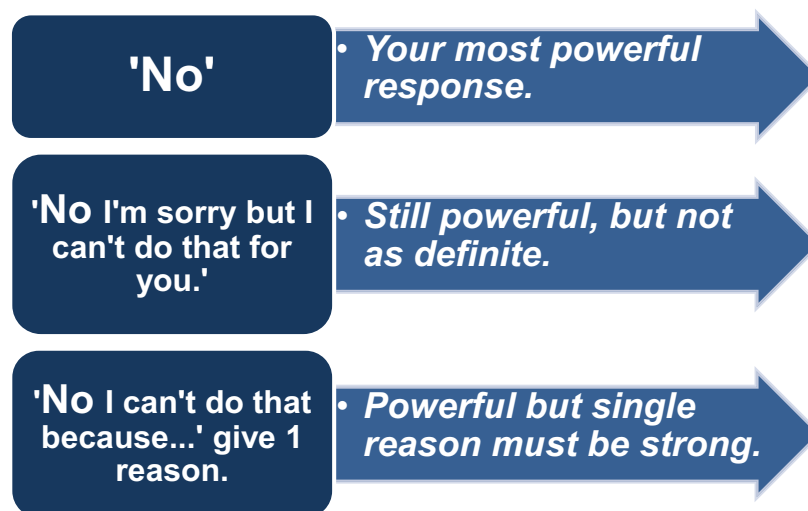 'No'
• Your most powerful
response.
'No I'm sorry but I
can't do that for
you.'
• Still powerful, but not
as definite.
'No I can't do that
because...' give 1
reason.
• Powerful but single
reason must be strong.